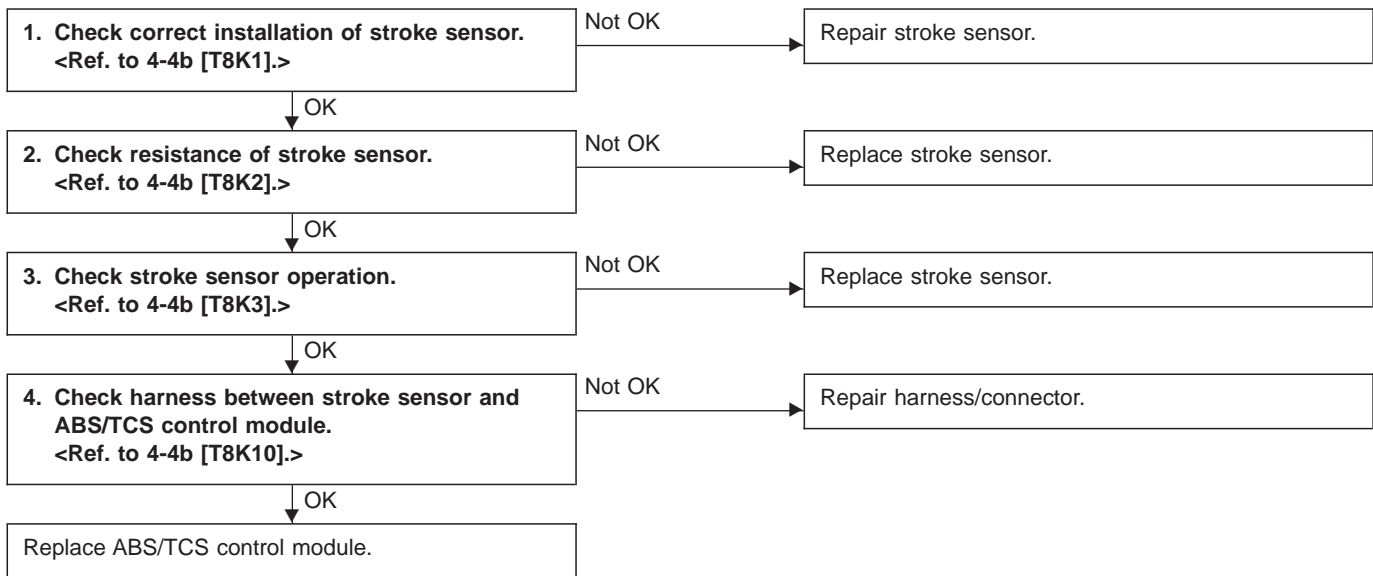 1. Check correct installation of stroke sensor.
<Ref. to 4-4b [T8K1].>
Not OK
Repair stroke sensor.
OK
2. Check resistance of stroke sensor.
<Ref. to 4-4b [T8K2].>
Not OK
Replace stroke sensor.
OK
3. Check stroke sensor operation.
<Ref. to 4-4b [T8K3].>
Not OK
Replace stroke sensor.
OK
4. Check harness between stroke sensor and
ABS/TCS control module.
<Ref. to 4-4b [T8K10].>
Not OK
Repair harness/connector.
OK
Replace ABS/TCS control module.